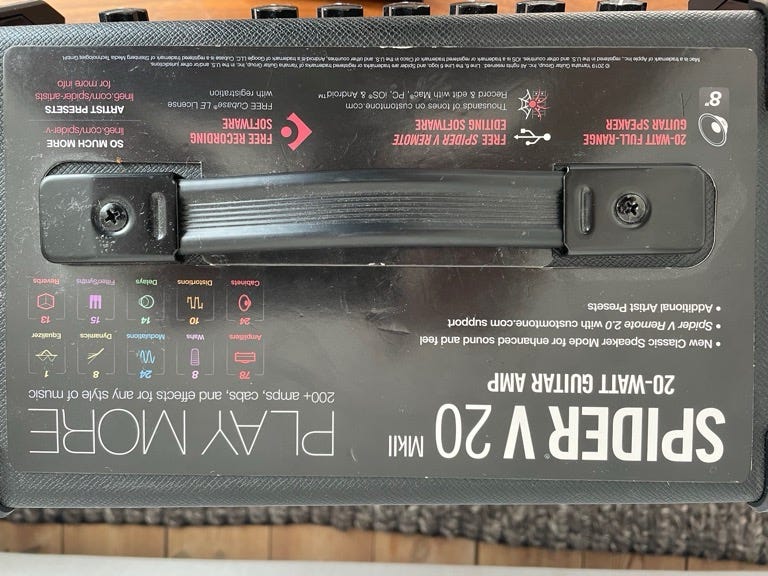 SPIDER® V 20 MkII
20-WATT GUITAR AMP
• New Classic Speaker Mode for enhanced sound and feel
• Spider V Remote 2.0 with customtone.com support
• Additional Artist Presets
PLAY MORE
200+ amps, cabs, and effects for any style of music
78 8 24 8 1
Amplifiers Wahs Modulations Dynamics Equalizer
24 10 14 15 13
Cabinets Distortions Delays Filter/Synths Reverbs
20-WATT FULL-RANGE
GUITAR SPEAKER
8"
FREE SPIDER V REMOTE
EDITING SOFTWARE
Thousands of tones on customtone.com
Record & edit with PC, Mac®, iOS® & Android™
FREE RECORDING
SOFTWARE
FREE Cubase® LE License
with registration
SO MUCH MORE
line6.com/spider-v
ARTIST PRESETS
line6.com/spider-artists
for more info